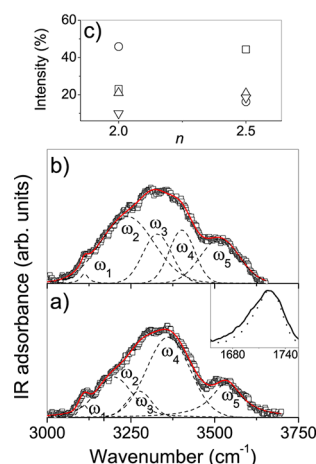 c)
Intensity (%)
60
40
20
2.0
2.5
n
b)
ω1
ω2
ω3
ω4
ω5
IR adsorbance (arb. units)
a)
ω1
ω2
ω3
ω4
ω5
1680
1740
3000
3250
3500
3750
Wavenumber (cm⁻¹)